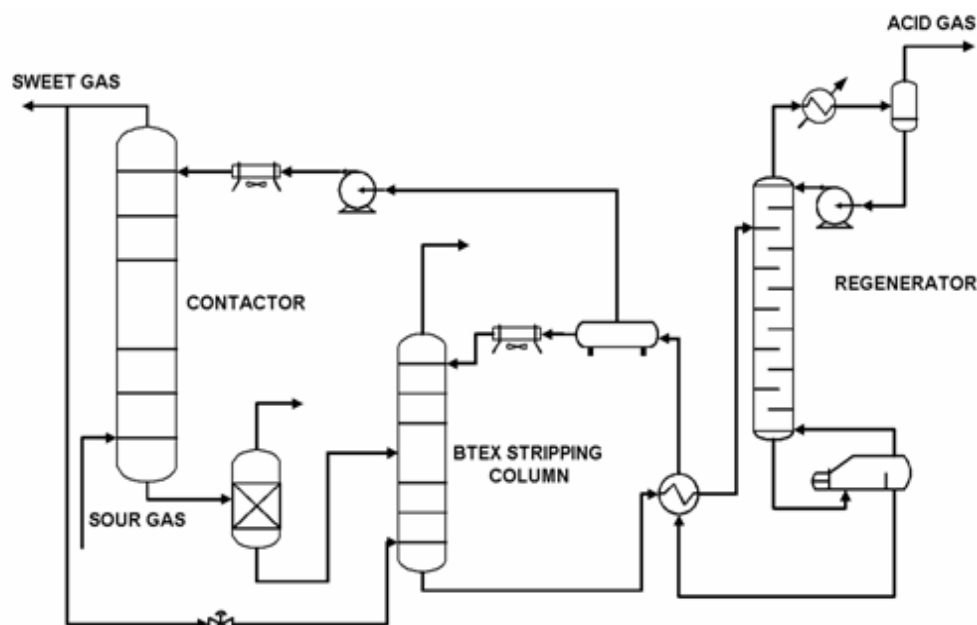 ACID GAS
SWEET GAS
REGENERATOR
CONTACTOR
BTEX STRIPPING
COLUMN
SOUR GAS